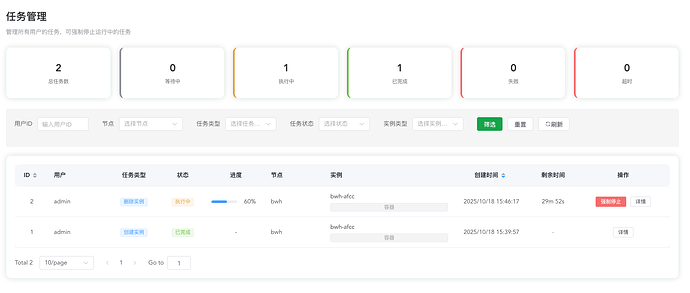 任务管理
管理所有用户的任务，可强制停止运行中的任务
2 0 1 1 0 0
总任务数 等待中 执行中 已完成 失败 超时
用户ID 输入用户ID 节点 选择节点 任务类型 选择任务... 任务状态 选择状态 实例类型 选择实例... 筛选 重置 刷新
ID 用户 任务类型 状态 进度 节点 实例 创建时间 剩余时间 操作
2 admin 删除实例 执行中 60% bwh bwh-afcc 容器 2025/10/18 15:46:17 29m 52s 强制停止 详情
1 admin 创建实例 已完成 - bwh bwh-afcc 容器 2025/10/18 15:39:57 - 详情
Total 2 10/page 1 Go to 1